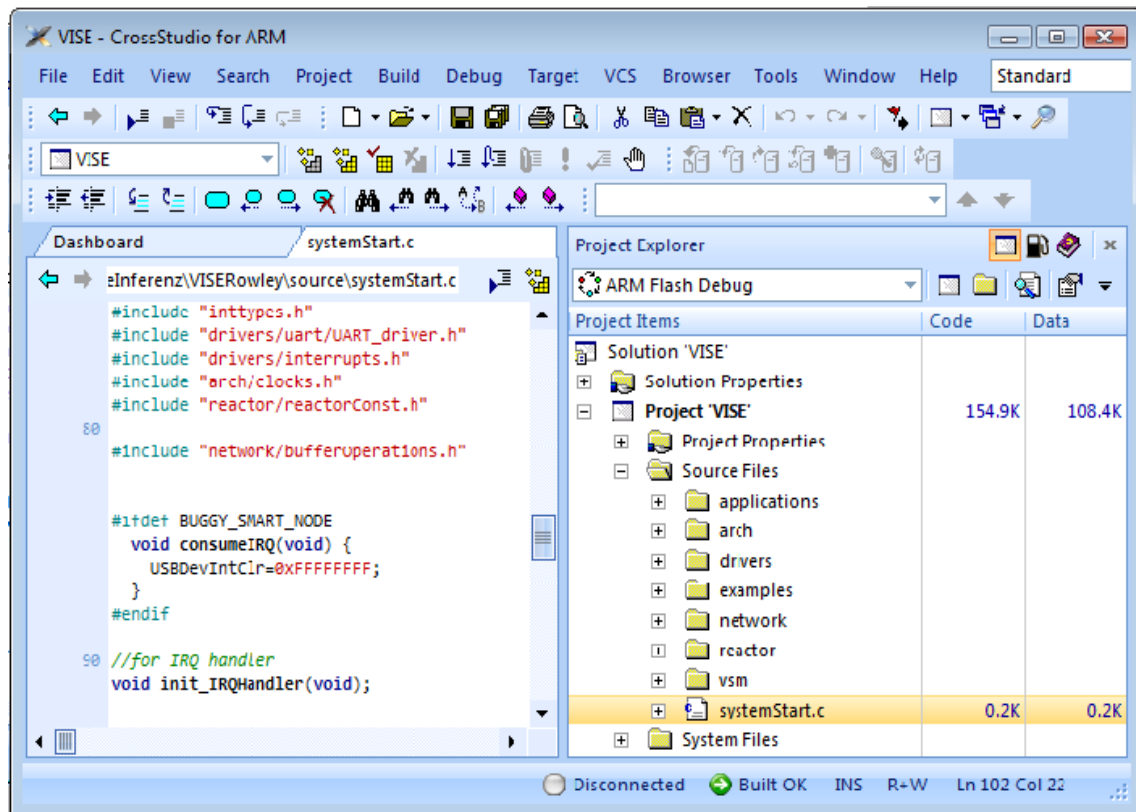 VISE - CrossStudio for ARM
File Edit View Search Project Build Debug Target VCS Browser Tools Window Help Standard
VISE
Dashboard systemStart.c
eInferenz\VISERowley\source\systemStart.c
#include "inttypes.h"
#include "drivers/uart/UART_driver.h"
#include "drivers/interrupts.h"
#include "arch/clocks.h"
#include "reactor/reactorConst.h"
80
#include "network/bufferOperations.h"
#ifdef BUGGY_SMART_NODE
void consumeIRQ(void) {
USBDevIntClr=0xFFFFFFFF;
}
#endif
90 //for IRQ handler
void init_IRQHandler(void);
Project Explorer
ARM Flash Debug
Project Items Code Data
Solution 'VISE'
Solution Properties
Project 'VISE' 154.9K 108.4K
Project Properties
Source Files
applications
arch
drivers
examples
network
reactor
vsm
systemStart.c 0.2K 0.2K
System Files
Disconnected Built OK INS R+W Ln 102 Col 22